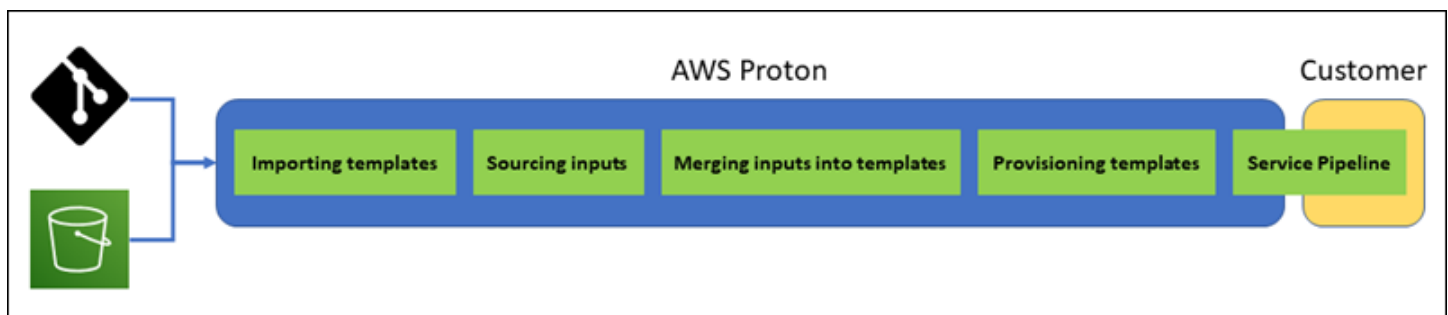 AWS Proton
Customer
Importing templates
Sourcing inputs
Merging inputs into templates
Provisioning templates
Service Pipeline